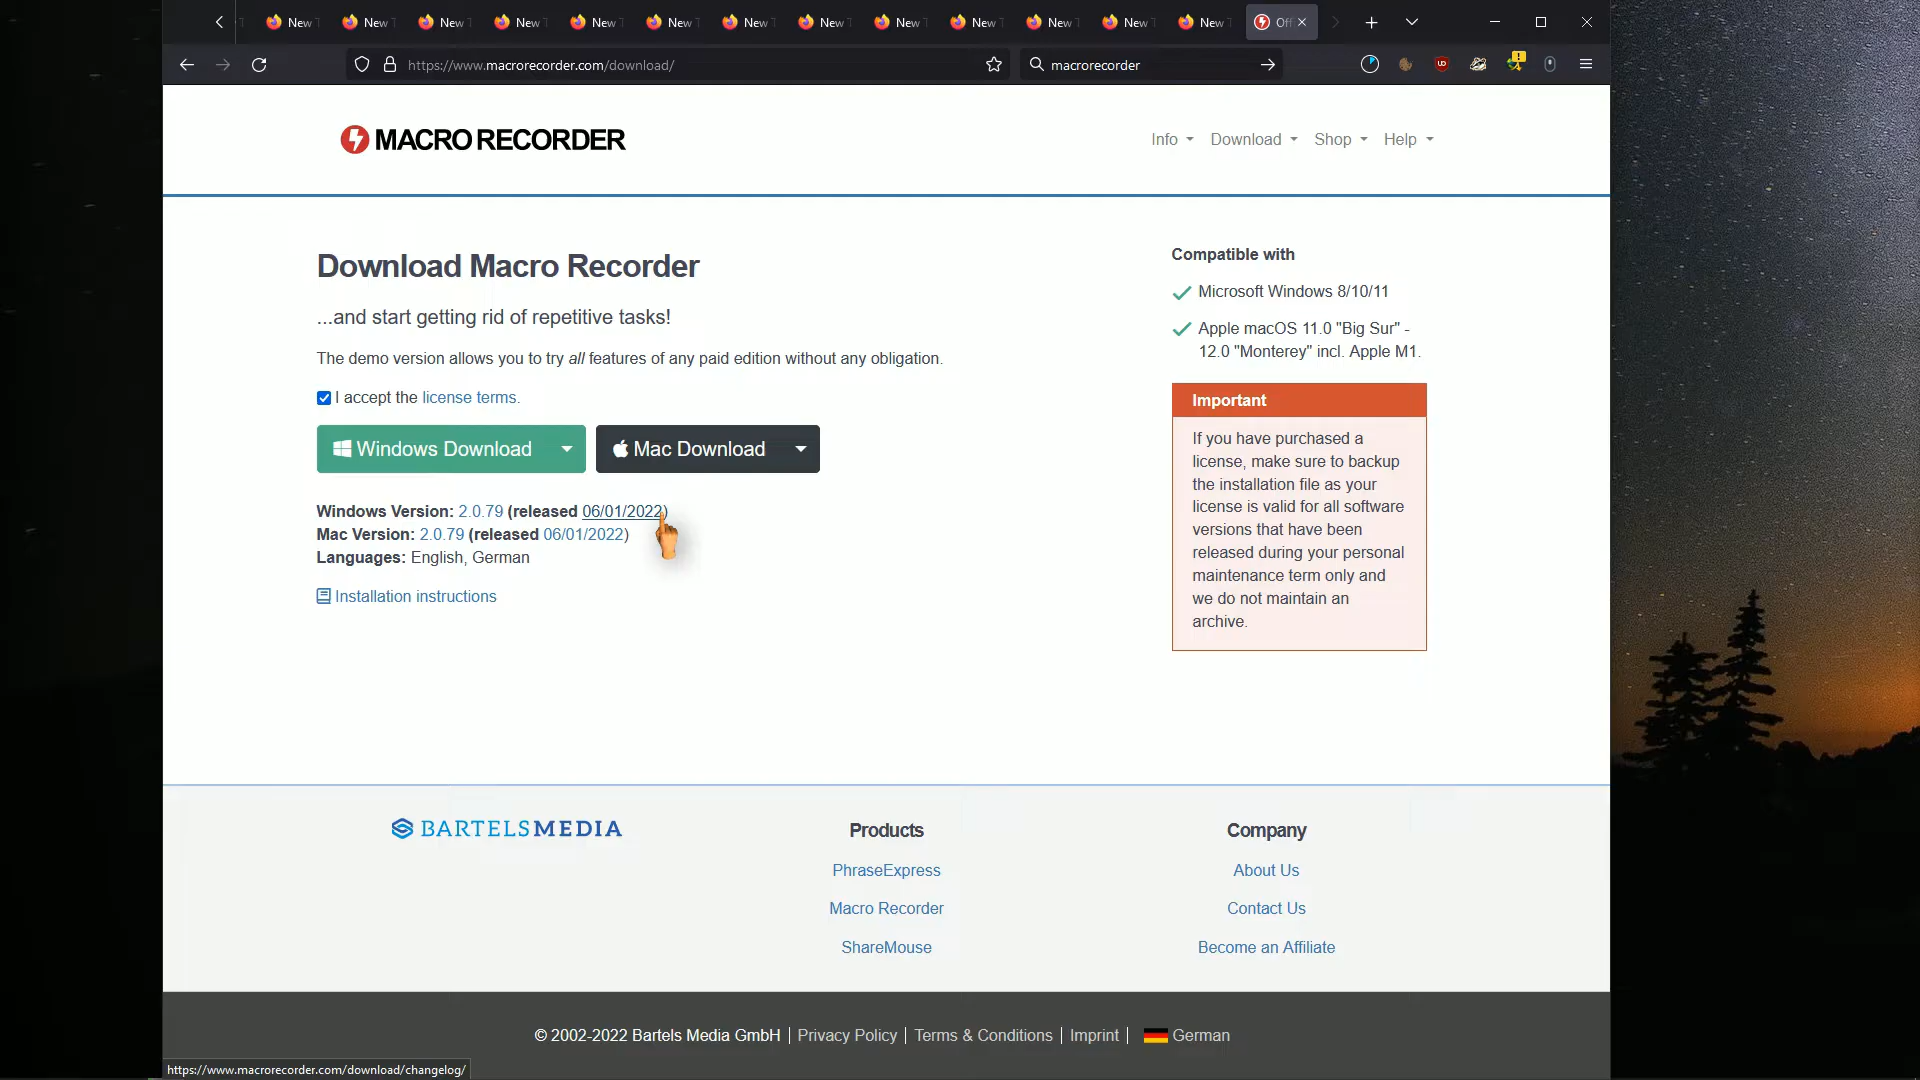 New
New
New
New
New
New
New
New
New
New
New
New
New
Off
https://www.macrorecorder.com/download/
macrorecorder
MACRO RECORDER
Info
Download
Shop
Help
Download Macro Recorder
...and start getting rid of repetitive tasks!
The demo version allows you to try all features of any paid edition without any obligation.
I accept the license terms.
Windows Download
Mac Download
Windows Version: 2.0.79 (released 06/01/2022)
Mac Version: 2.0.79 (released 06/01/2022)
Languages: English, German
Installation instructions
Compatible with
Microsoft Windows 8/10/11
Apple macOS 11.0 "Big Sur" -
12.0 "Monterey" incl. Apple M1.
Important
If you have purchased a
license, make sure to backup
the installation file as your
license is valid for all software
versions that have been
released during your personal
maintenance term only and
we do not maintain an
archive.
BARTELSMEDIA
Products
PhraseExpress
Macro Recorder
ShareMouse
Company
About Us
Contact Us
Become an Affiliate
© 2002-2022 Bartels Media GmbH | Privacy Policy | Terms & Conditions | Imprint | German
https://www.macrorecorder.com/download/changelog/